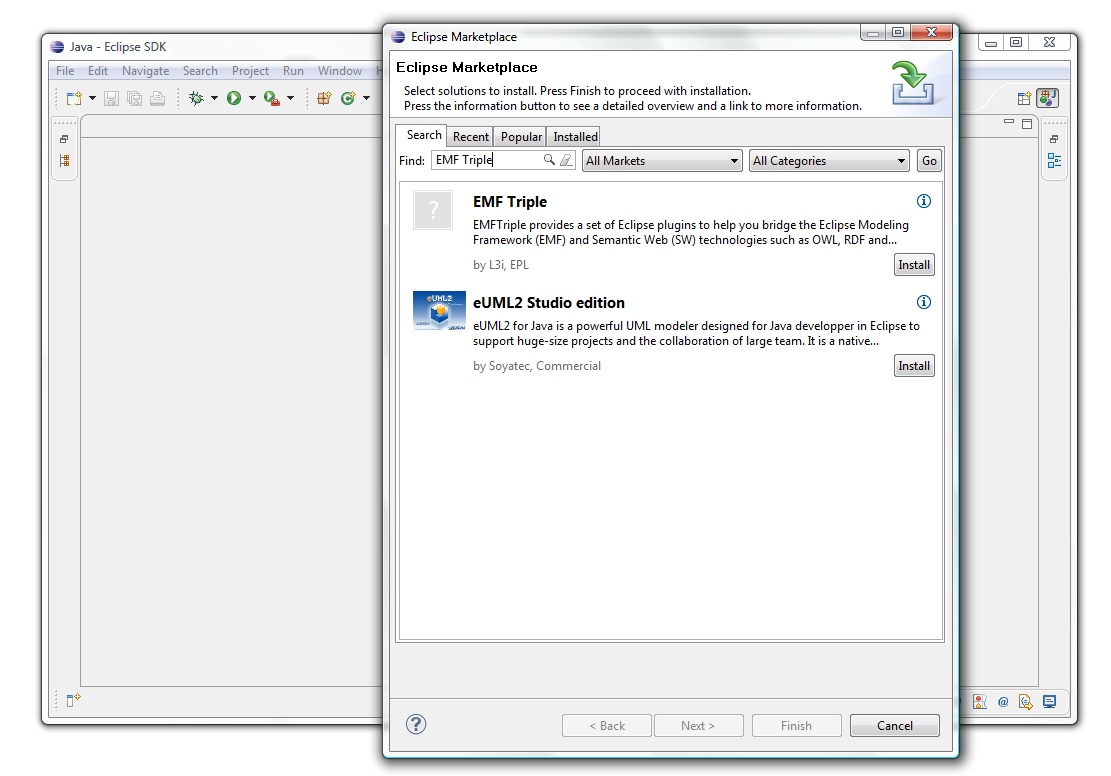 Java - Eclipse SDK
File Edit Navigate Search Project Run Window
Eclipse Marketplace
Eclipse Marketplace
Select solutions to install. Press Finish to proceed with installation.
Press the information button to see a detailed overview and a link to more information.
Search Recent Popular Installed
Find: EMF Triple All Markets All Categories Go
?
EMF Triple
EMFTriple provides a set of Eclipse plugins to help you bridge the Eclipse Modeling
Framework (EMF) and Semantic Web (SW) technologies such as OWL, RDF and...
by L3i, EPL
Install
eUML2
eUML2 Studio edition
eUML2 for Java is a powerful UML modeler designed for Java developper in Eclipse to
support huge-size projects and the collaboration of large team. It is a native...
by Soyatec, Commercial
Install
? < Back Next > Finish Cancel